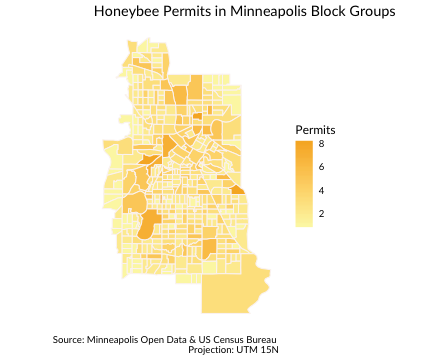 Honeybee Permits in Minneapolis Block Groups
Permits
8
6
4
2
Source: Minneapolis Open Data & US Census Bureau
Projection: UTM 15N